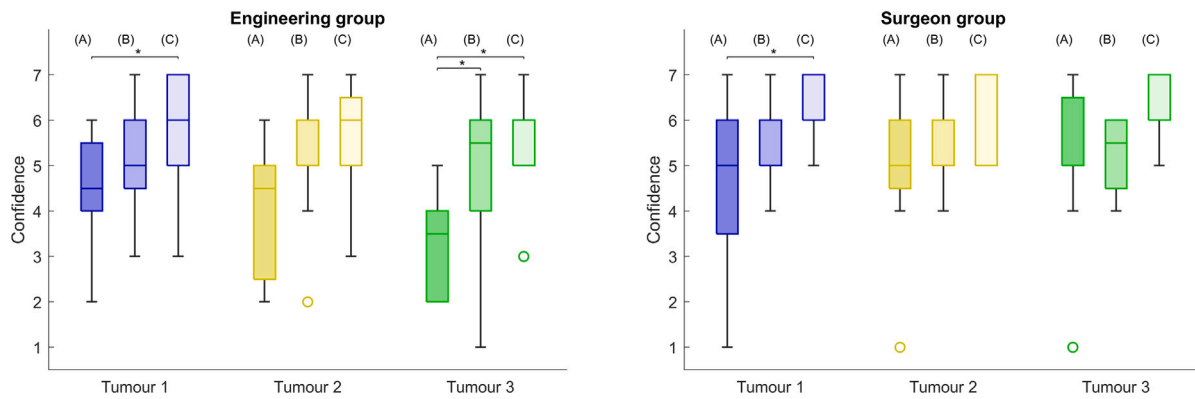 Engineering group
(A) (B) (C) (A) (B) (C) (A) (B) (C)
* * *
7
6
5
4
3
2
1
Confidence
Tumour 1 Tumour 2 Tumour 3
Surgeon group
(A) (B) (C) (A) (B) (C) (A) (B) (C)
*
7
6
5
4
3
2
1
Confidence
Tumour 1 Tumour 2 Tumour 3